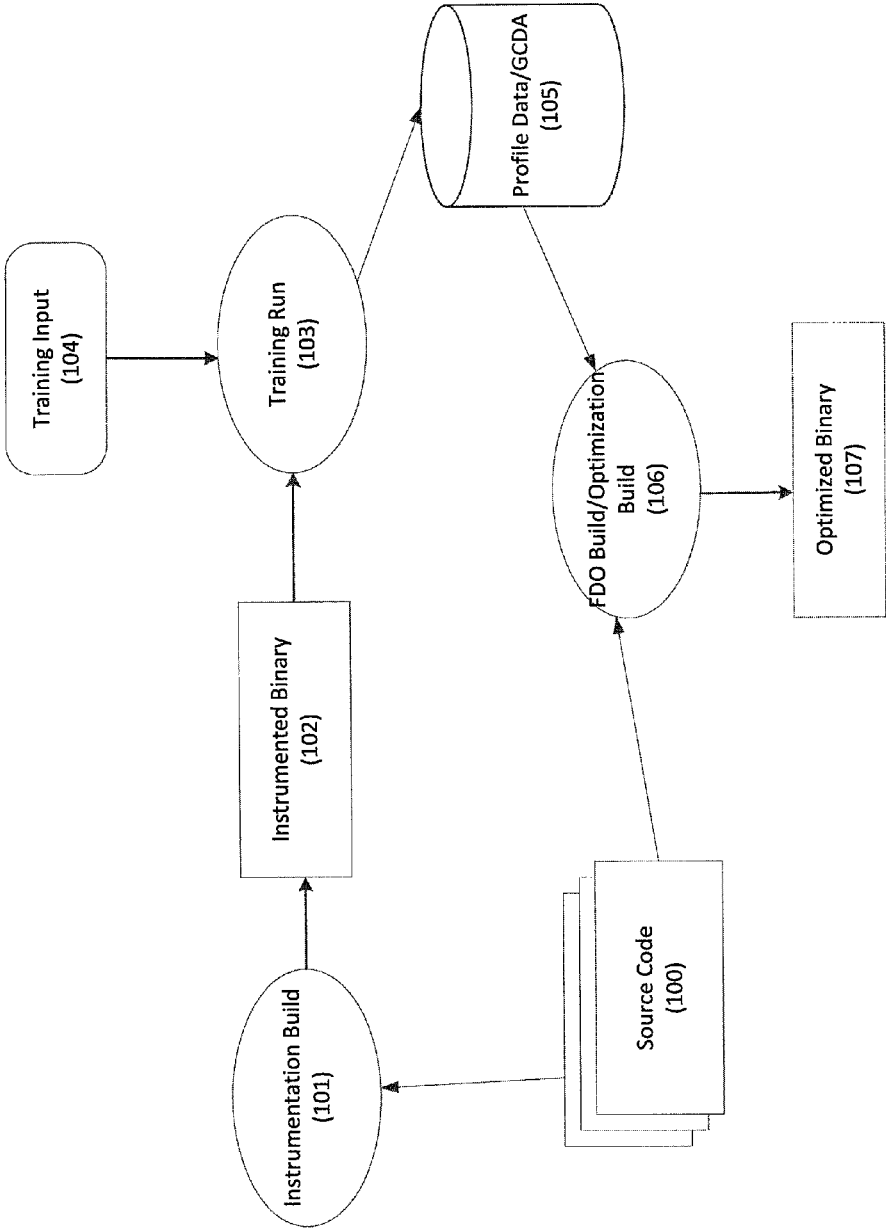 Training Input
(104)
Instrumentation Build
(101)
Instrumented Binary
(102)
Training Run
(103)
Profile Data/GCDA
(105)
Source Code
(100)
FDO Build/Optimization
Build
(106)
Optimized Binary
(107)